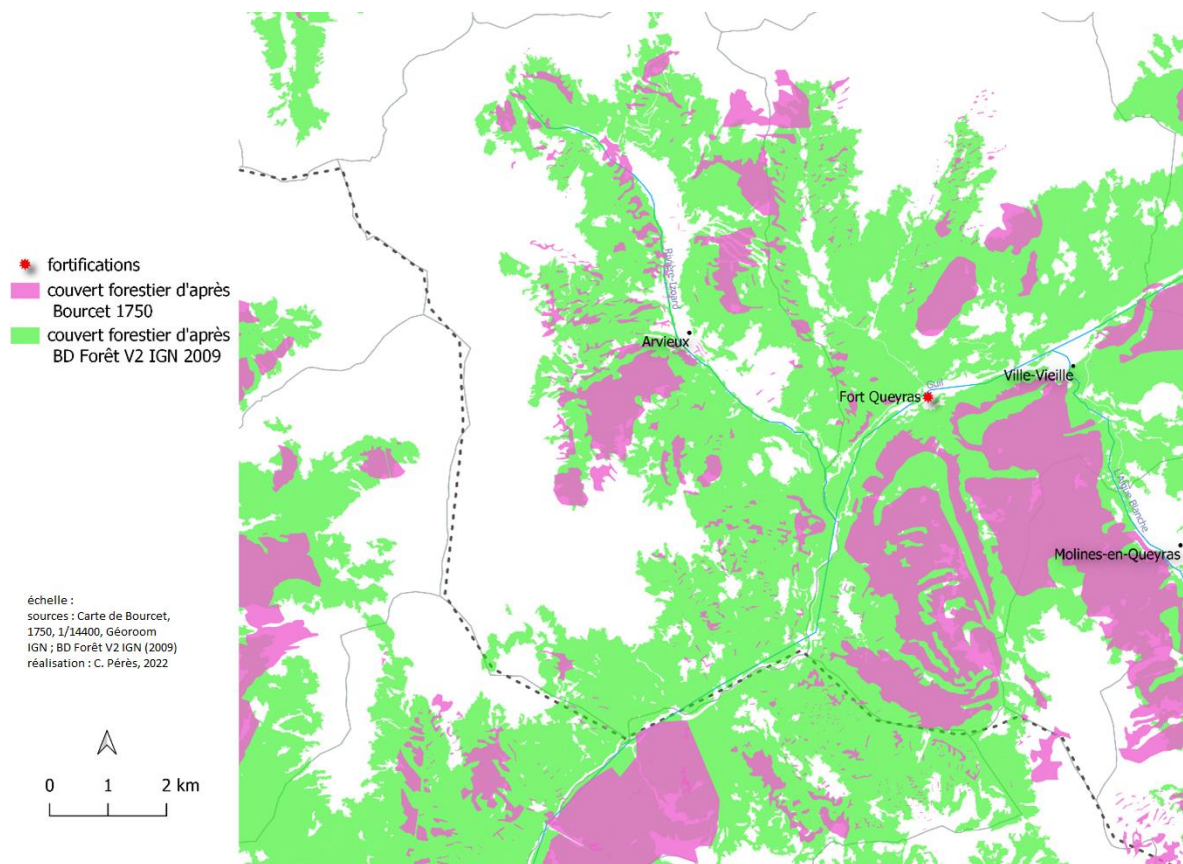 fortifications
couvert forestier d'après
Bourcet 1750
couvert forestier d'après
BD Forêt V2 IGN 2009
échelle :
sources : Carte de Bourcet,
1750, 1/14400, Géoroom
IGN ; BD Forêt V2 IGN (2009)
réalisation : C. Pérès, 2022
0 1 2 km
Arvieux
Guil
Ville-Vieille
Fort Queyras
L'Aigue Blanche
Molines-en-Queyras